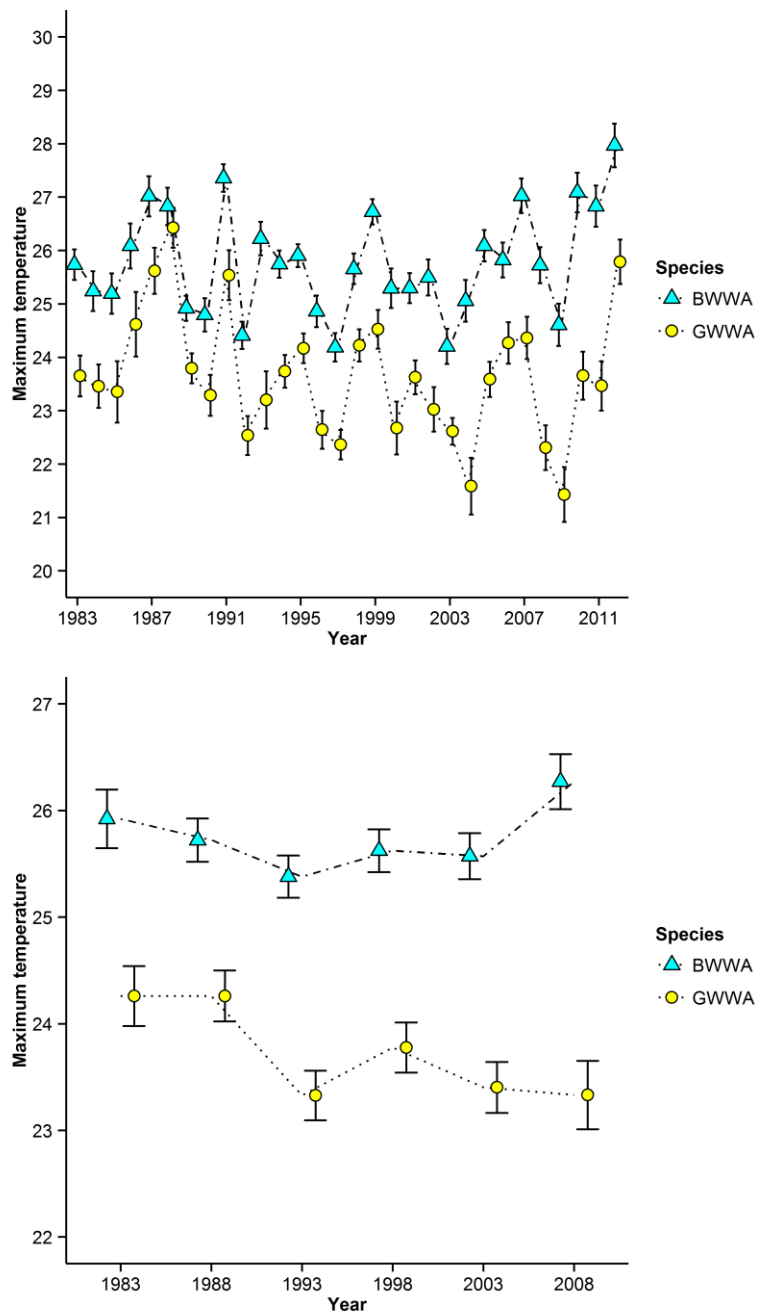 30
29
28
27
26
25
24
23
22
21
20
Maximum temperature
1983 1987 1991 1995 1999 2003 2007 2011
Year
Species
BWWA
GWWA
27
26
25
24
23
22
Maximum temperature
1983 1988 1993 1998 2003 2008
Year
Species
BWWA
GWWA